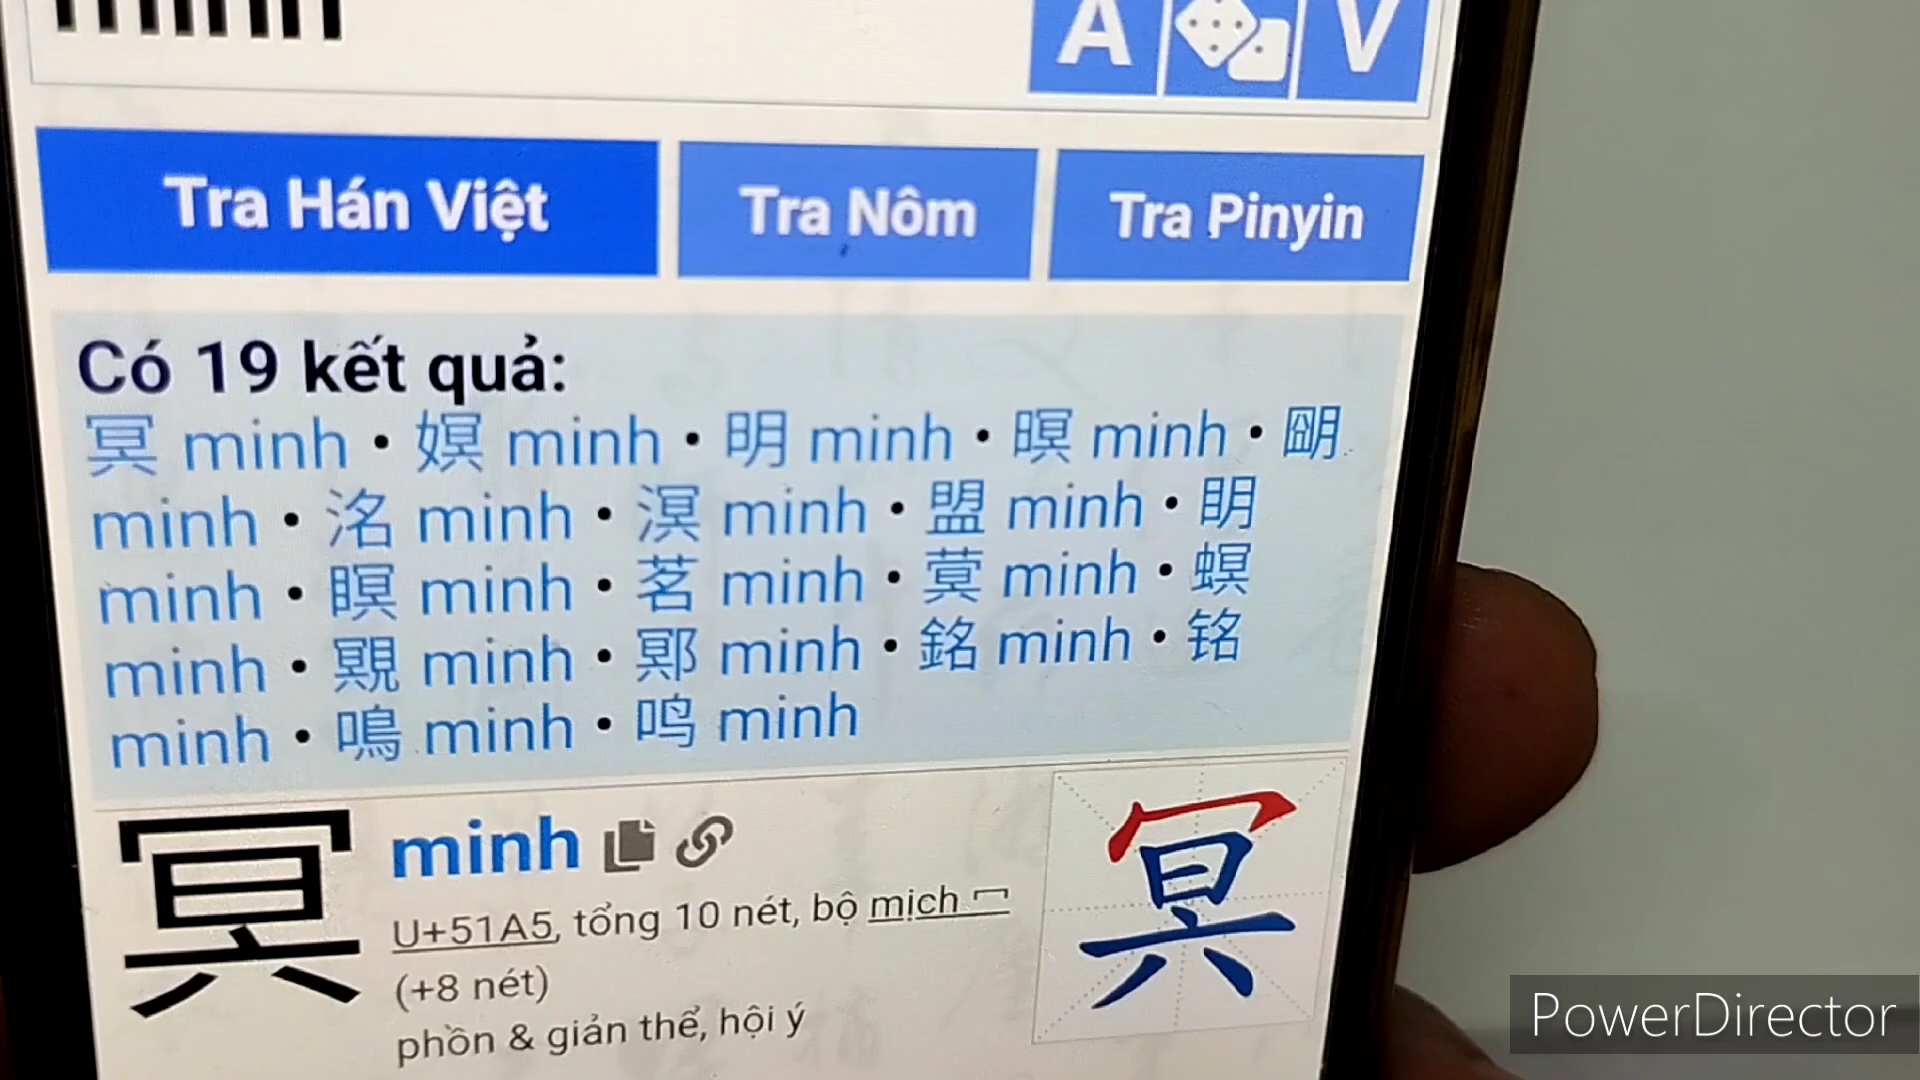 minh
A V
Tra Hán Việt Tra Nôm Tra Pinyin
Có 19 kết quả:
冥 minh • 嫇 minh • 明 minh • 暝 minh • 朙
minh • 洺 minh • 溟 minh • 盟 minh • 眀
minh • 瞑 minh • 茗 minh • 蓂 minh • 螟
minh • 覭 minh • 鄍 minh • 銘 minh • 铭
minh • 鳴 minh • 鸣 minh
冥 minh 冥
U+51A5, tổng 10 nét, bộ mịch 冖
(+8 nét)
phồn & giản thể, hội ý
PowerDirector